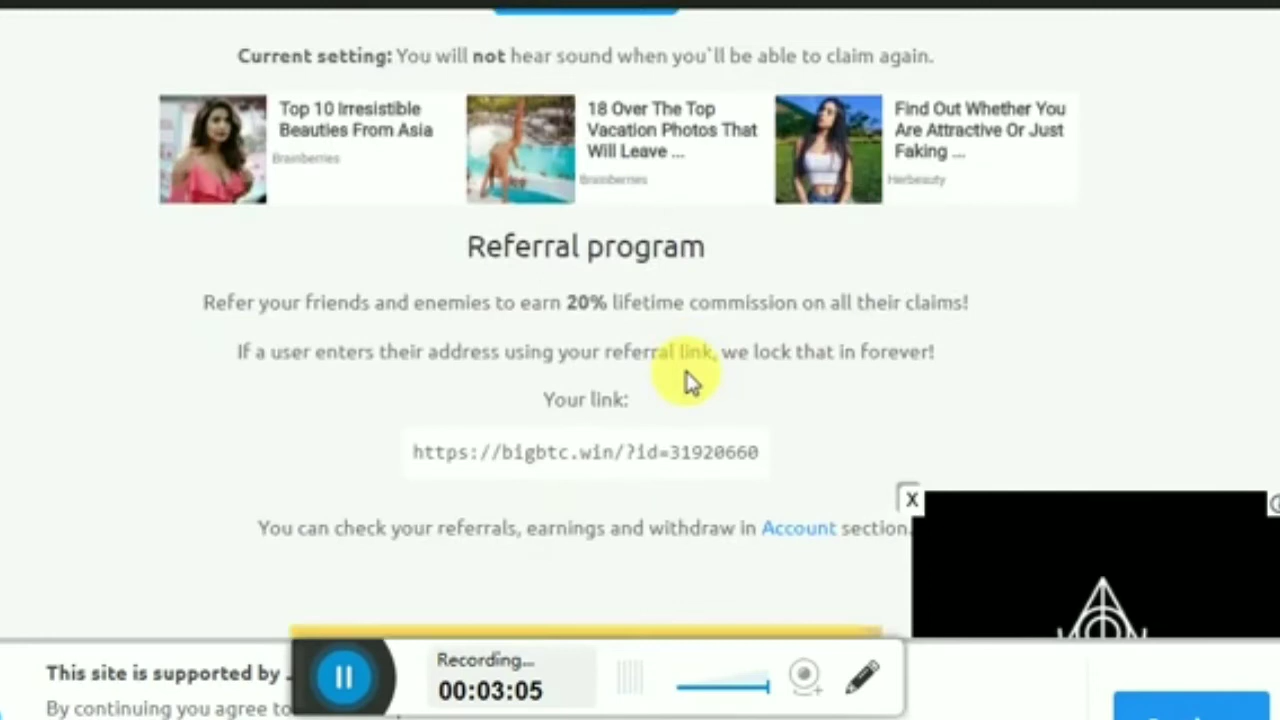 Current setting: You will not hear sound when you`ll be able to claim again.
Top 10 Irresistible
Beauties From Asia
Brainberries
18 Over The Top
Vacation Photos That
Will Leave ...
Brainberries
Find Out Whether You
Are Attractive Or Just
Faking ...
Herbeauty
Referral program
Refer your friends and enemies to earn 20% lifetime commission on all their claims!
If a user enters their address using your referral link, we lock that in forever!
Your link:
https://bigbtc.win/?id=31920660
You can check your referrals, earnings and withdraw in Account section.
X
This site is supported by
By continuing you agree to
Recording...
00:03:05